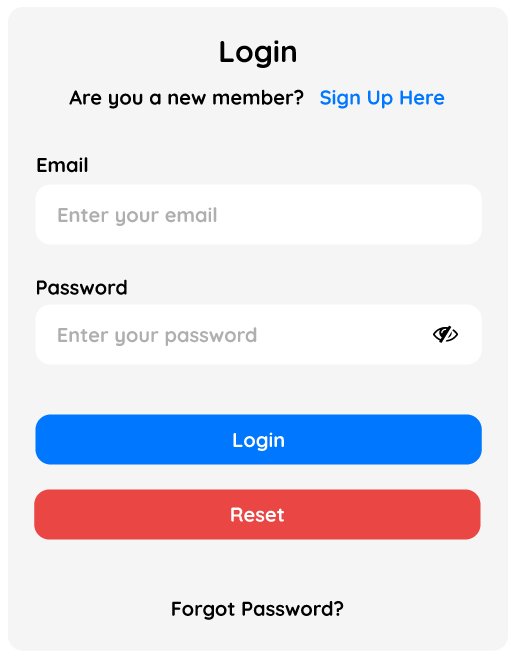 Login
Are you a new member? Sign Up Here
Email
Enter your email
Password
Enter your password
Login
Reset
Forgot Password?